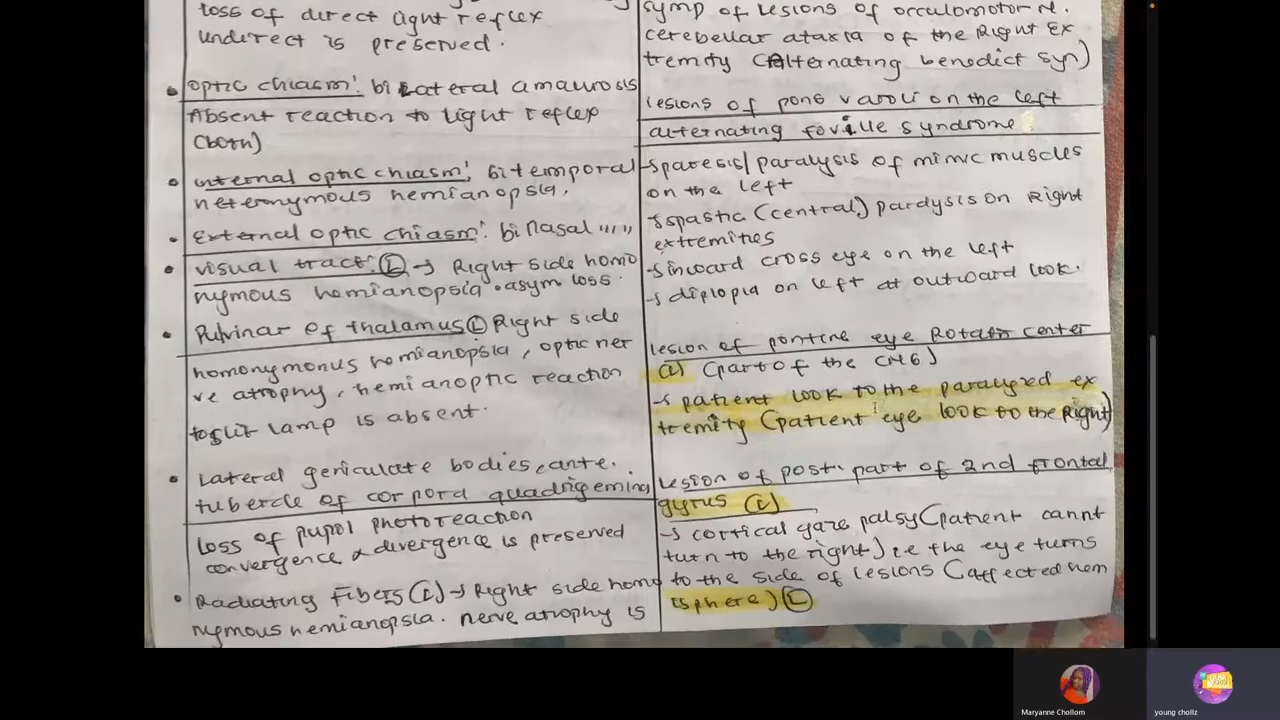 loss of direct light reflex
undirect is preserved.
• optic chiasm: bilateral amaurosis
Absent reaction to light reflex
(born)
• internal optic chiasm: bitemporal
heteronymous hemianopsia.
• External optic chiasm: binasal "" ""
• visual tract: (L) → Right side homo
nymous hemianopsia. asym loss.
• Pulvinar of thalamus (L) Right side
homonymonus hemianopsia, optic ner
ve atrophy, hemianoptic reaction
to slit lamp is absent.
• Lateral geniculate bodies, ante.
tubercle of corpora quadrigemina
loss of pupol photoreaction
convergence & divergence is preserved
• Radiating Fibers (L) → Right side homo
nymous hemianopsia. nerve atrophy is
symp of lesions of occulomotor N.
cerebellar ataxia of the Right Ex
tremity (Alternating benedict syn)
lesions of pons varoli on the left
alternating foville syndrome
→ paresis/paralysis of mimic muscles
on the left
→ spastic (central) paralysis on Right
extremities
→ inward cross eye on the left
→ diplopia on left at outward look.
lesion of pontine eye Rotatn center
(L) (part of the CN6)
→ patient look to the paralyzed ex
tremity (patient eye look to the Right)
Lesion of post. part of 2nd frontal
gyrus (L)
→ cortical gaze palsy (patient cannt
turn to the right) ie the eye turns
to the side of lesions (affected hem
isphere) (L)
Maryanne Chollom
young chollz